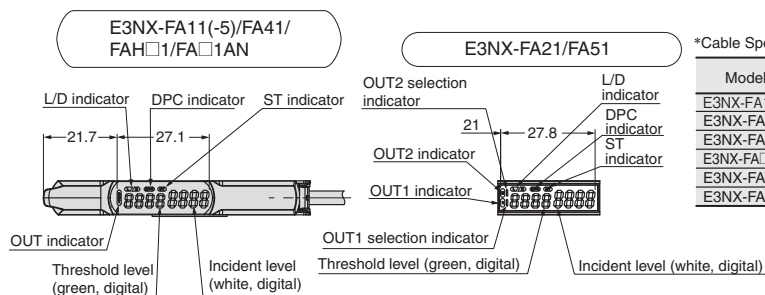 E3NX-FA11(-5)/FA41/
FAH□1/FA□1AN
L/D indicator
DPC indicator
ST indicator
21.7
27.1
OUT indicator
Threshold level
(green, digital)
Incident level
(white, digital)
E3NX-FA21/FA51
OUT2 selection
indicator
L/D
indicator
DPC
indicator
ST
indicator
21
27.8
OUT2 indicator
OUT1 indicator
OUT1 selection indicator
Threshold level (green, digital)
Incident level (white, digital)
*Cable Spe
Model
E3NX-FA1
E3NX-FA
E3NX-FA
E3NX-FA□
E3NX-FA
E3NX-FA